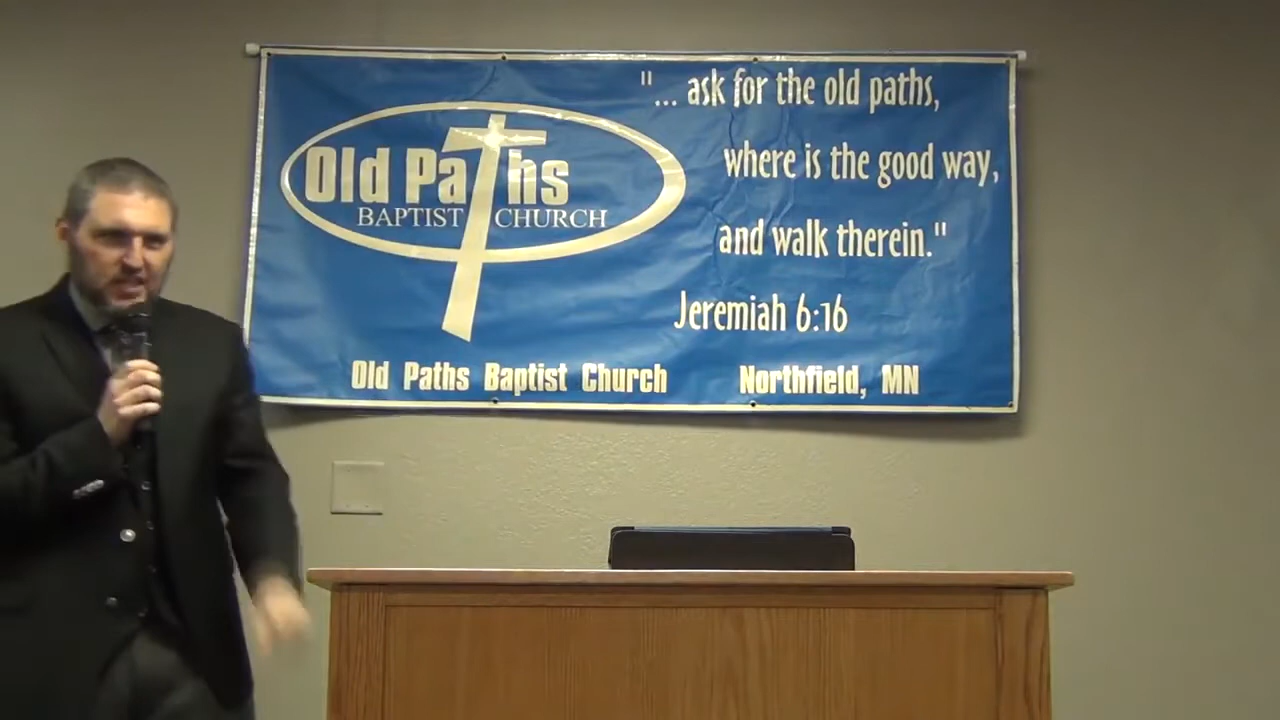 Old Paths
BAPTIST CHURCH
"... ask for the old paths,
where is the good way,
and walk therein."
Jeremiah 6:16
Old Paths Baptist Church Northfield, MN